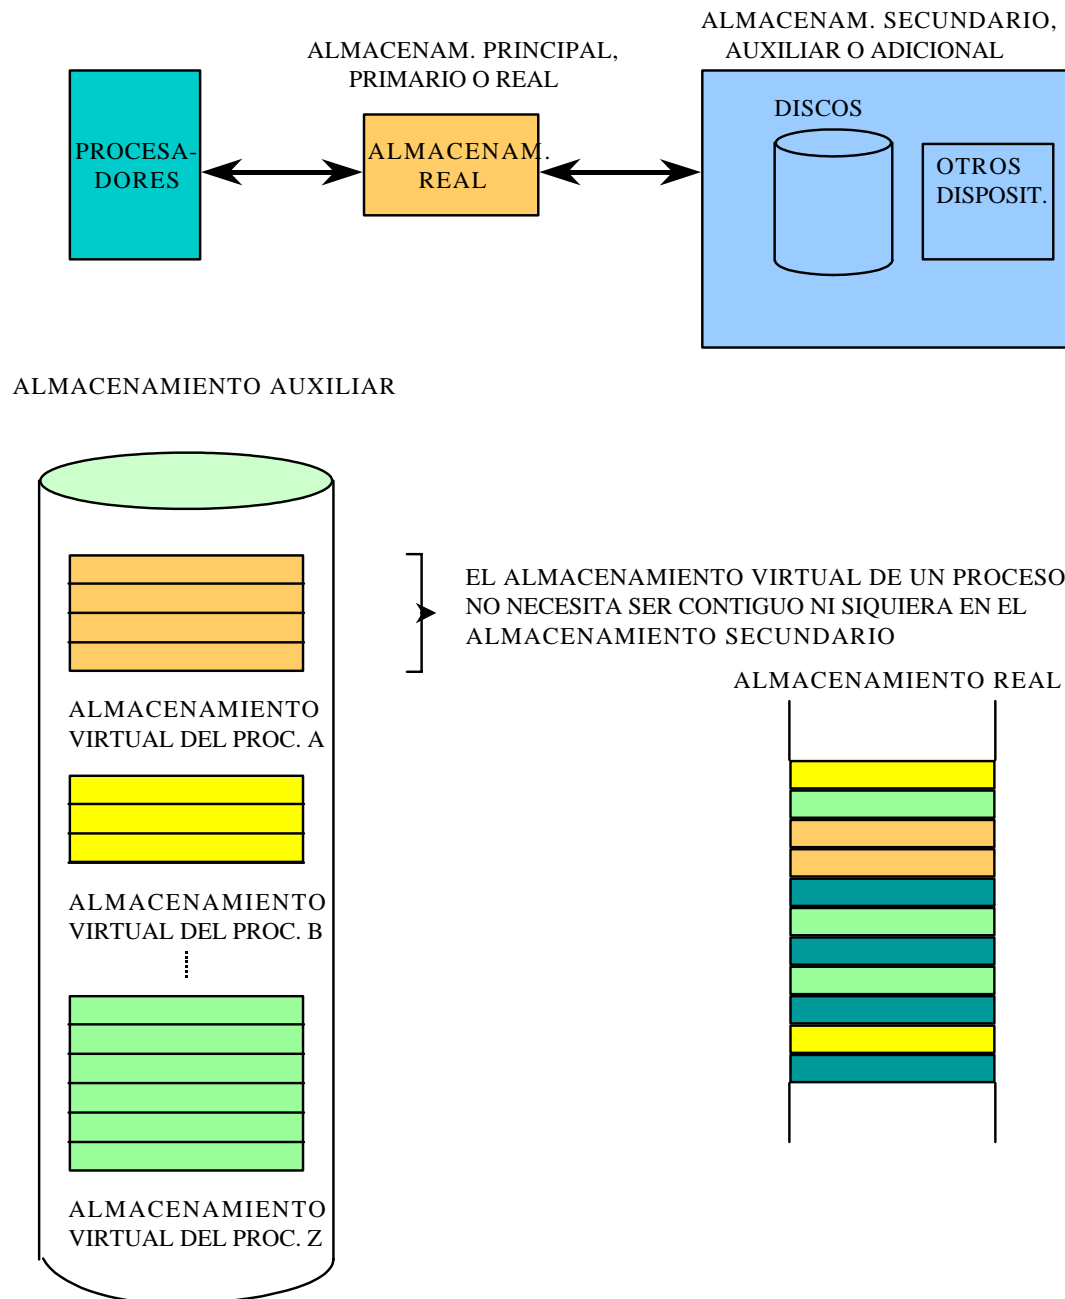 ALMACENAM. SECUNDARIO,
AUXILIAR O ADICIONAL
ALMACENAM. PRINCIPAL,
PRIMARIO O REAL
DISCOS
PROCESA-
DORES
ALMACENAM.
REAL
OTROS
DISPOSIT.
ALMACENAMIENTO AUXILIAR
EL ALMACENAMIENTO VIRTUAL DE UN PROCESO
NO NECESITA SER CONTIGUO NI SIQUIERA EN EL
ALMACENAMIENTO SECUNDARIO
ALMACENAMIENTO REAL
ALMACENAMIENTO
VIRTUAL DEL PROC. A
ALMACENAMIENTO
VIRTUAL DEL PROC. B
ALMACENAMIENTO
VIRTUAL DEL PROC. Z